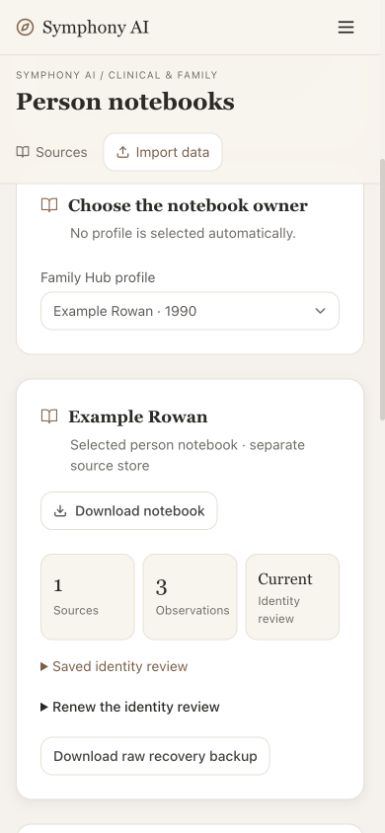 Symphony AI
SYMPHONY AI / CLINICAL & FAMILY
Person notebooks
Sources
Import data
Choose the notebook owner
No profile is selected automatically.
Family Hub profile
Example Rowan · 1990
Example Rowan
Selected person notebook · separate
source store
Download notebook
1
Sources
3
Observations
Current
Identity
review
Saved identity review
Renew the identity review
Download raw recovery backup